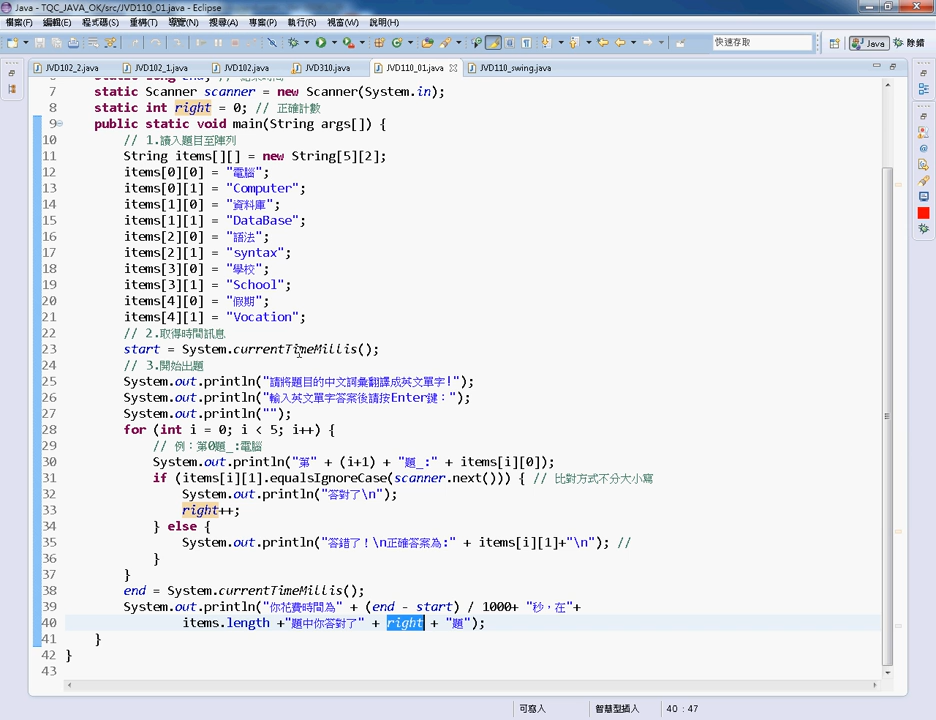 Java - TQC_JAVA_OK/src/JVD110_01.java - Eclipse
檔案(F) 編輯(E) 程式碼(S) 重構(T) 導覽(N) 搜尋(A) 專案(P) 執行(R) 視窗(W) 說明(H)
快速存取 Java 除錯
JVD102_2.java JVD102_1.java JVD102.java JVD310.java JVD110_01.java JVD110_swing.java
7 static Scanner scanner = new Scanner(System.in);
8 static int right = 0; // 正確計數
9 public static void main(String args[]) {
10 // 1.讀入題目至陣列
11 String items[][] = new String[5][2];
12 items[0][0] = "電腦";
13 items[0][1] = "Computer";
14 items[1][0] = "資料庫";
15 items[1][1] = "DataBase";
16 items[2][0] = "語法";
17 items[2][1] = "syntax";
18 items[3][0] = "學校";
19 items[3][1] = "School";
20 items[4][0] = "假期";
21 items[4][1] = "Vocation";
22 // 2.取得時間訊息
23 start = System.currentTimeMillis();
24 // 3.開始出題
25 System.out.println("請將題目的中文詞彙翻譯成英文單字!");
26 System.out.println("輸入英文單字答案後請按Enter鍵：");
27 System.out.println("");
28 for (int i = 0; i < 5; i++) {
29 // 例：第0題_:電腦
30 System.out.println("第" + (i+1) + "題_:" + items[i][0]);
31 if (items[i][1].equalsIgnoreCase(scanner.next())) { // 比對方式不分大小寫
32 System.out.println("答對了\n");
33 right++;
34 } else {
35 System.out.println("答錯了！\n正確答案為:" + items[i][1]+"\n"); //
36 }
37 }
38 end = System.currentTimeMillis();
39 System.out.println("你花費時間為" + (end - start) / 1000+ "秒，在"+
40 items.length +"題中你答對了" + right + "題");
41 }
42 }
43
可寫入 智慧型插入 40 : 47